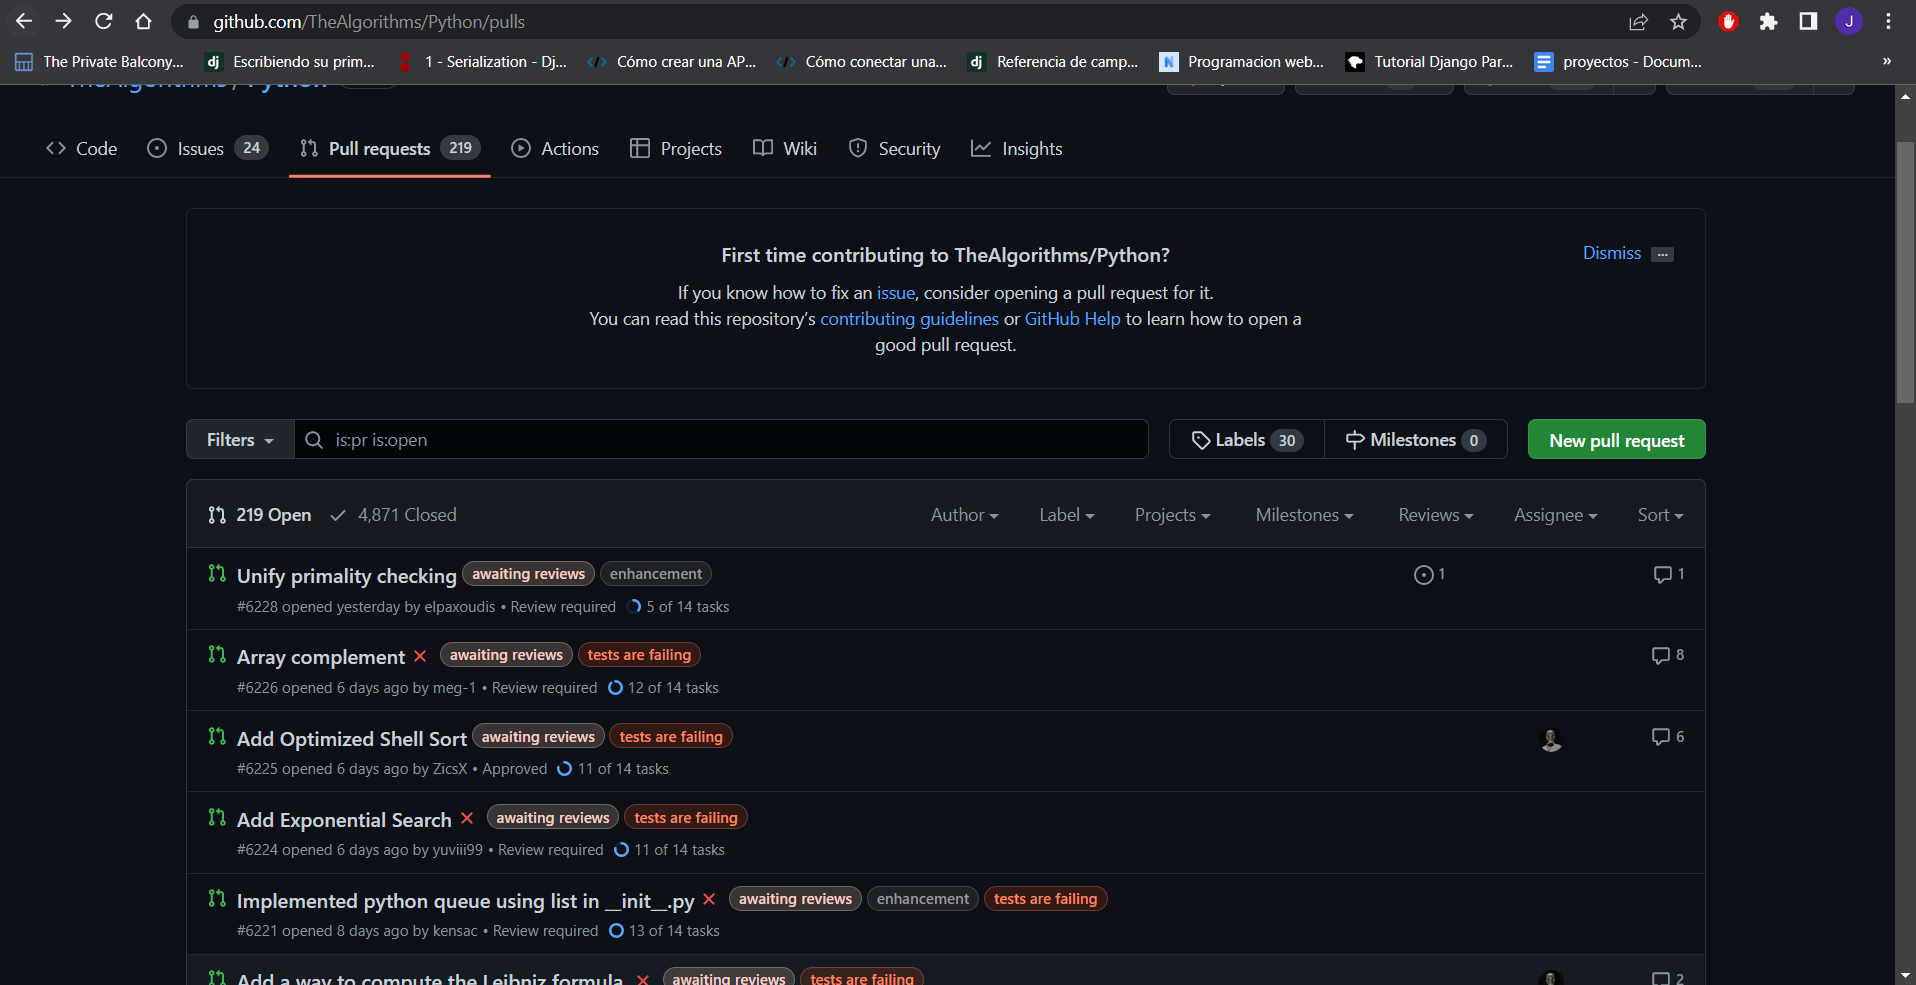 github.com/TheAlgorithms/Python/pulls
J
The Private Balcony... Escribiendo su prim... 1 - Serialization - Dj... Cómo crear una AP... Cómo conectar una... Referencia de camp... Programacion web... Tutorial Django Par... proyectos - Docum... »
TheAlgorithms / Python
Code Issues 24 Pull requests 219 Actions Projects Wiki Security Insights
First time contributing to TheAlgorithms/Python?
Dismiss ...
If you know how to fix an issue, consider opening a pull request for it.
You can read this repository’s contributing guidelines or GitHub Help to learn how to open a
good pull request.
Filters is:pr is:open Labels 30 Milestones 0 New pull request
219 Open 4,871 Closed Author Label Projects Milestones Reviews Assignee Sort
Unify primality checking awaiting reviews enhancement 1 1
#6228 opened yesterday by elpaxoudis • Review required 5 of 14 tasks
Array complement awaiting reviews tests are failing 8
#6226 opened 6 days ago by meg-1 • Review required 12 of 14 tasks
Add Optimized Shell Sort awaiting reviews tests are failing 6
#6225 opened 6 days ago by ZicsX • Approved 11 of 14 tasks
Add Exponential Search awaiting reviews tests are failing
#6224 opened 6 days ago by yuviii99 • Review required 11 of 14 tasks
Implemented python queue using list in __init__.py awaiting reviews enhancement tests are failing
#6221 opened 8 days ago by kensac • Review required 13 of 14 tasks
Add a way to compute the Leibniz formula awaiting reviews tests are failing 2